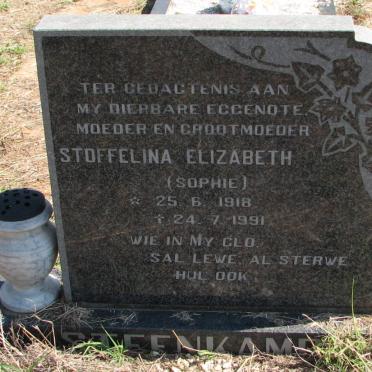 TER GEDAGTENIS AAN
MY DIERBARE EGGENOTE,
MOEDER EN GROOTMOEDER
STOFFELINA ELIZABETH
(SOPHIE)
* 25. 6. 1918
† 24. 7. 1991
WIE IN MY GLO,
SAL LEWE, AL STERWE
HUL OOK
STEENKAMP